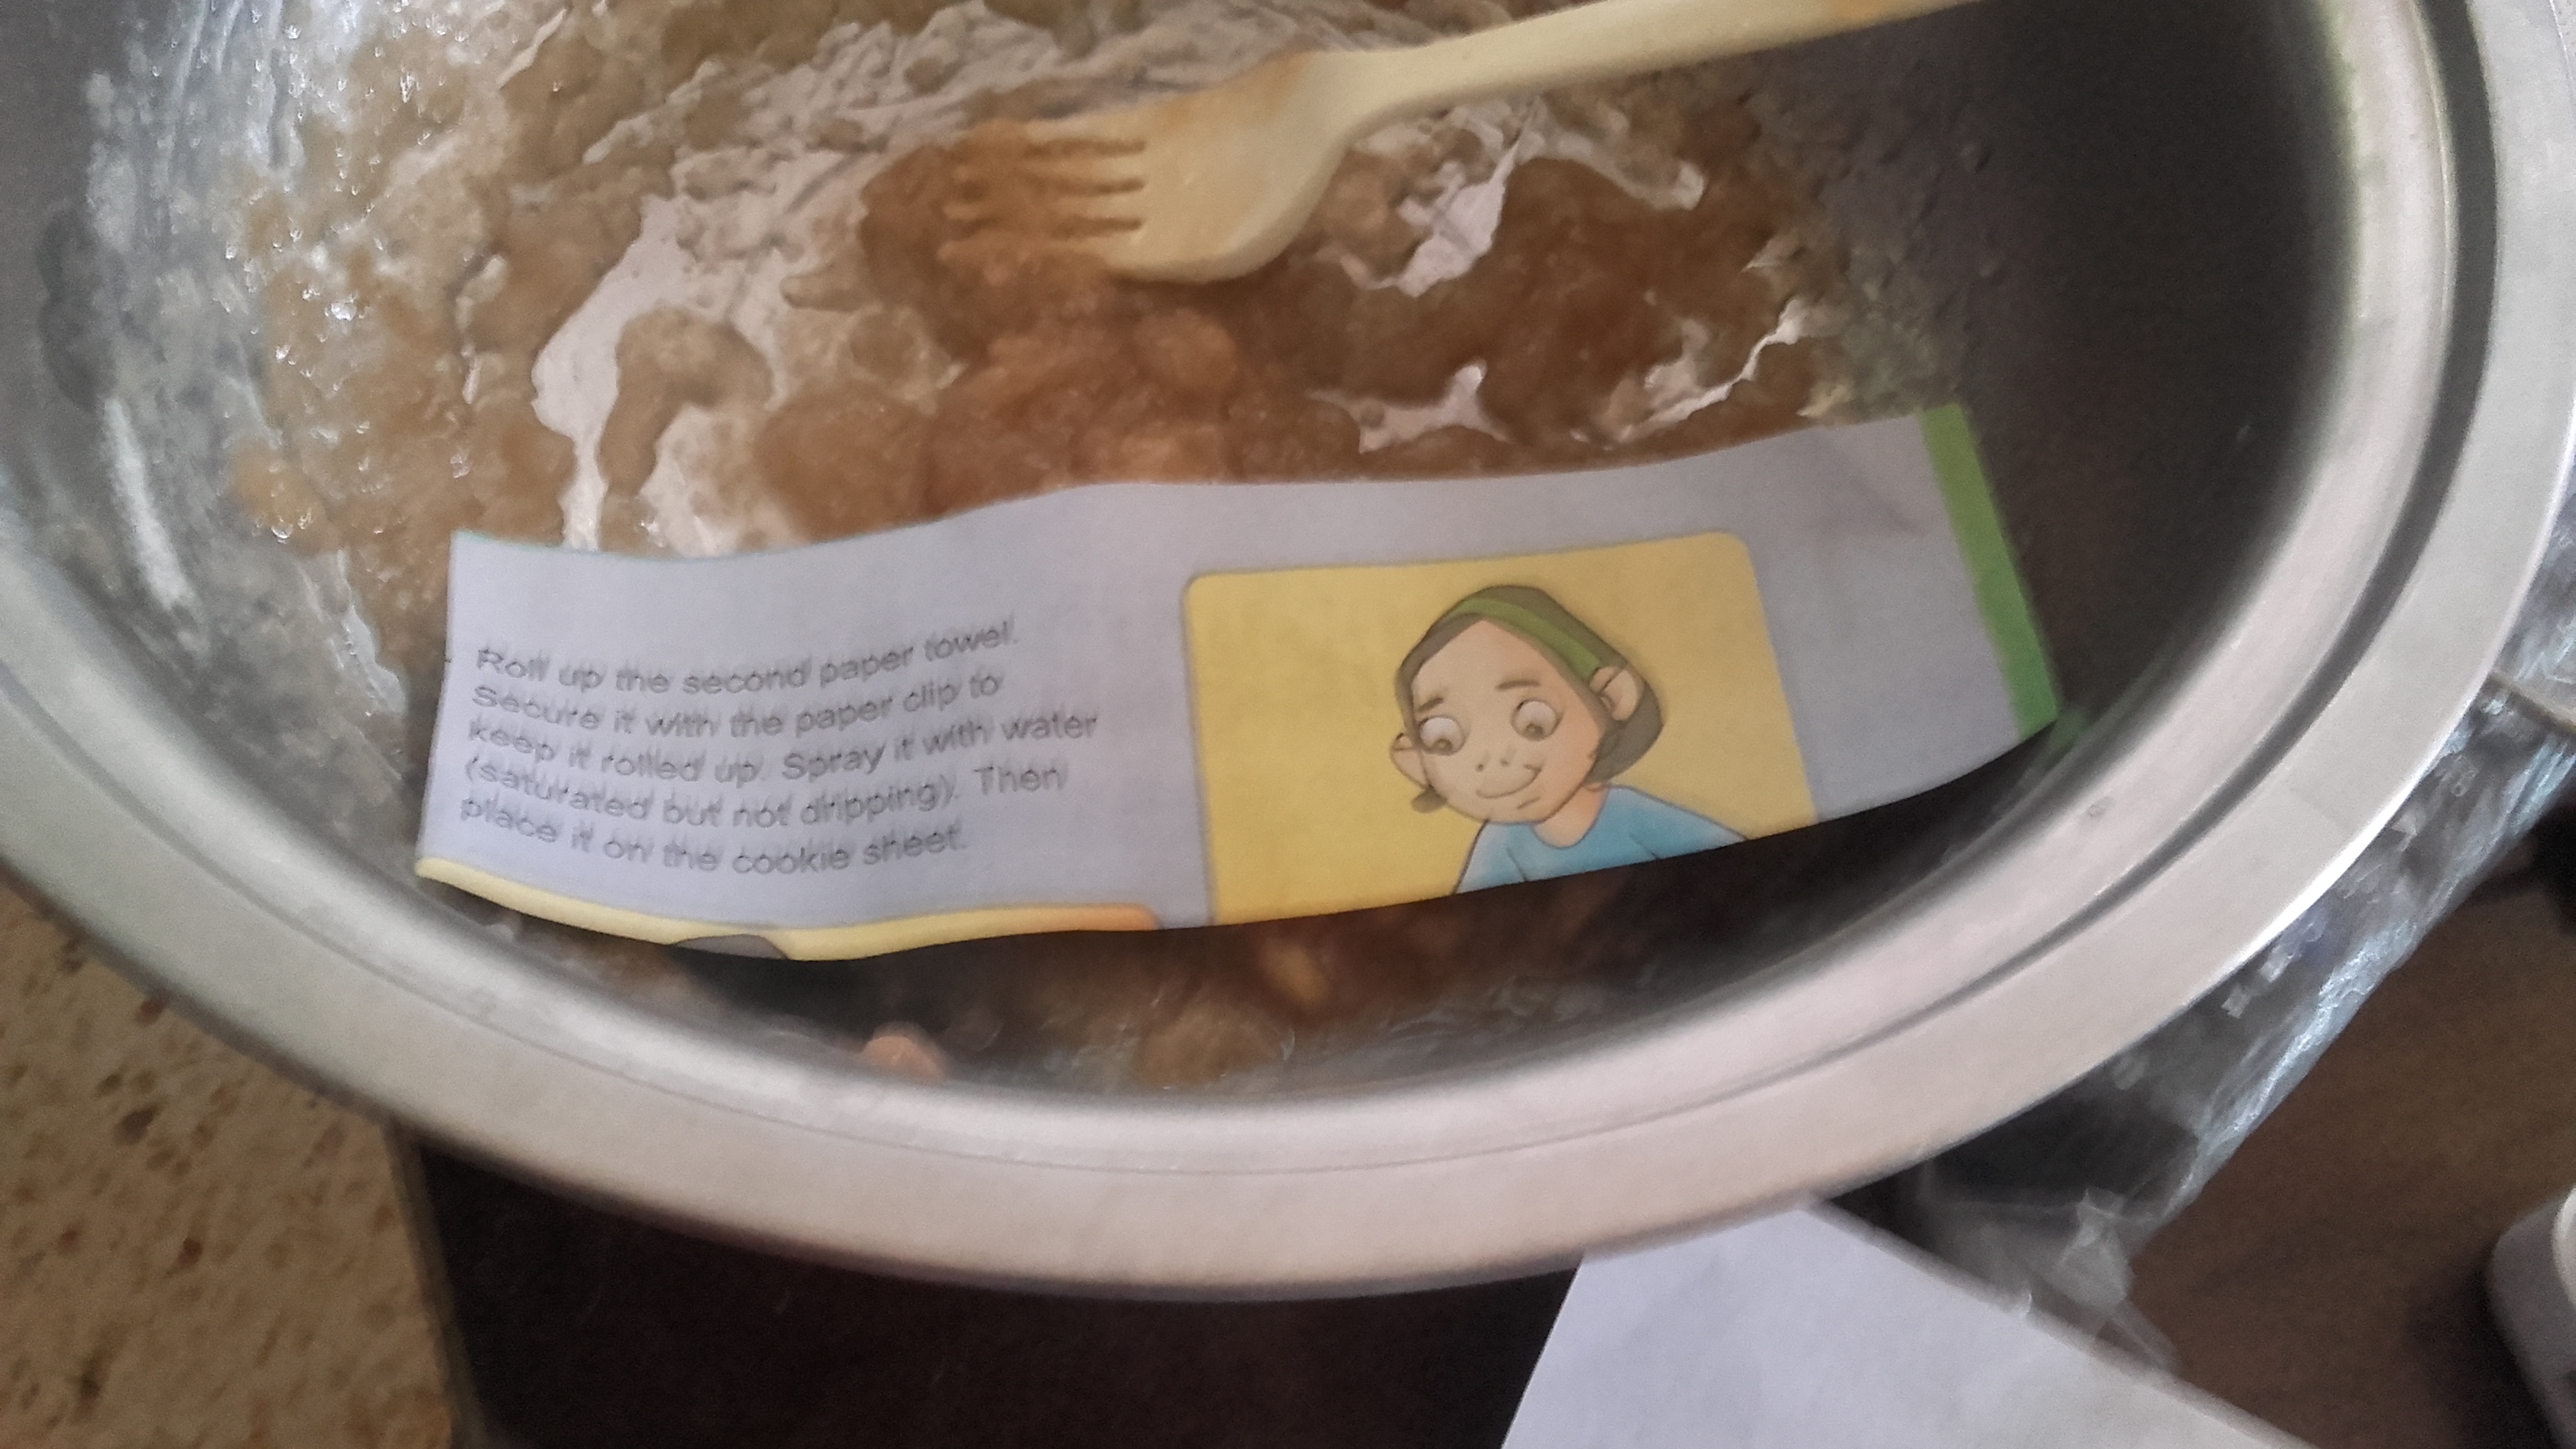 Roll up the second paper towel.
Secure it with the paper clip to
keep it rolled up. Spray it with water
(saturated but not dripping). Then
place it on the cookie sheet.